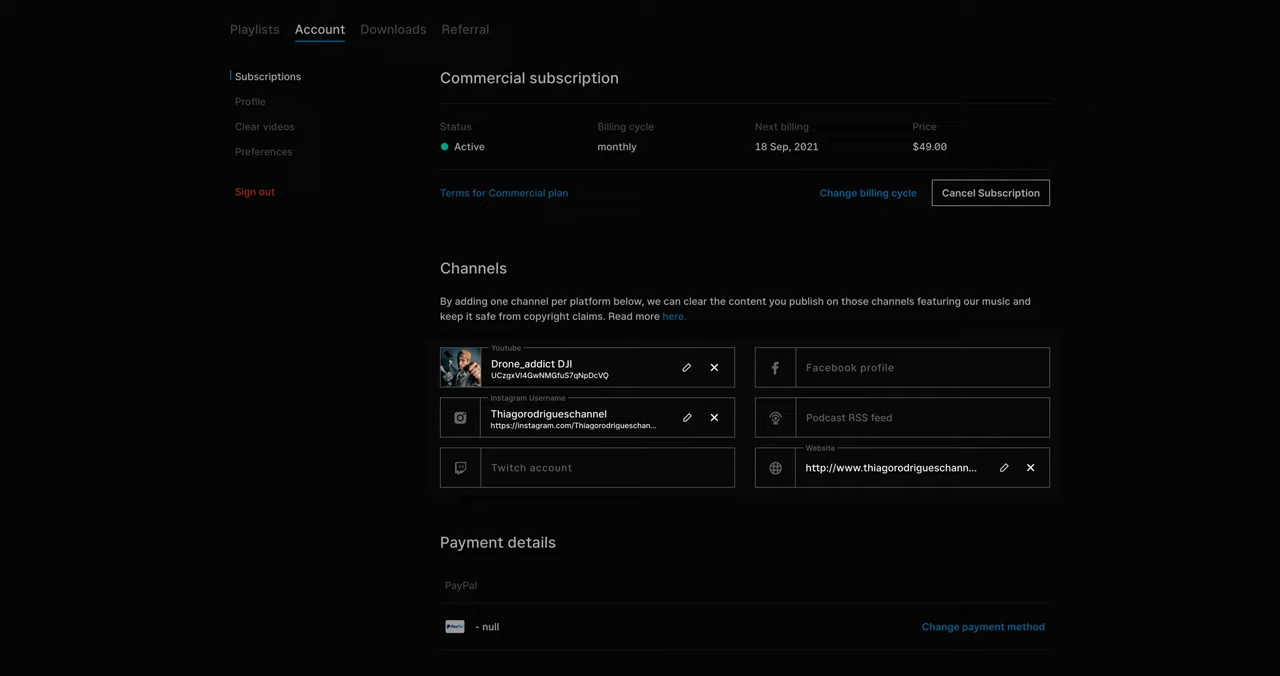 Playlists Account Downloads Referral
Subscriptions
Profile
Clear videos
Preferences
Sign out
Commercial subscription
Status Billing cycle Next billing Price
Active monthly 18 Sep, 2021 $49.00
Terms for Commercial plan Change billing cycle Cancel Subscription
Channels
By adding one channel per platform below, we can clear the content you publish on those channels featuring our music and
keep it safe from copyright claims. Read more here.
Youtube
Drone_addict DJI
UCzgxVl4GwNMGfuS7qNpDcVQ
Facebook profile
Instagram Username
Thiagorodrigueschannel
https://instagram.com/Thiagorodrigueschan...
Podcast RSS feed
Twitch account
Website
http://www.thiagorodrigueschann...
Payment details
PayPal
PayPal - null Change payment method